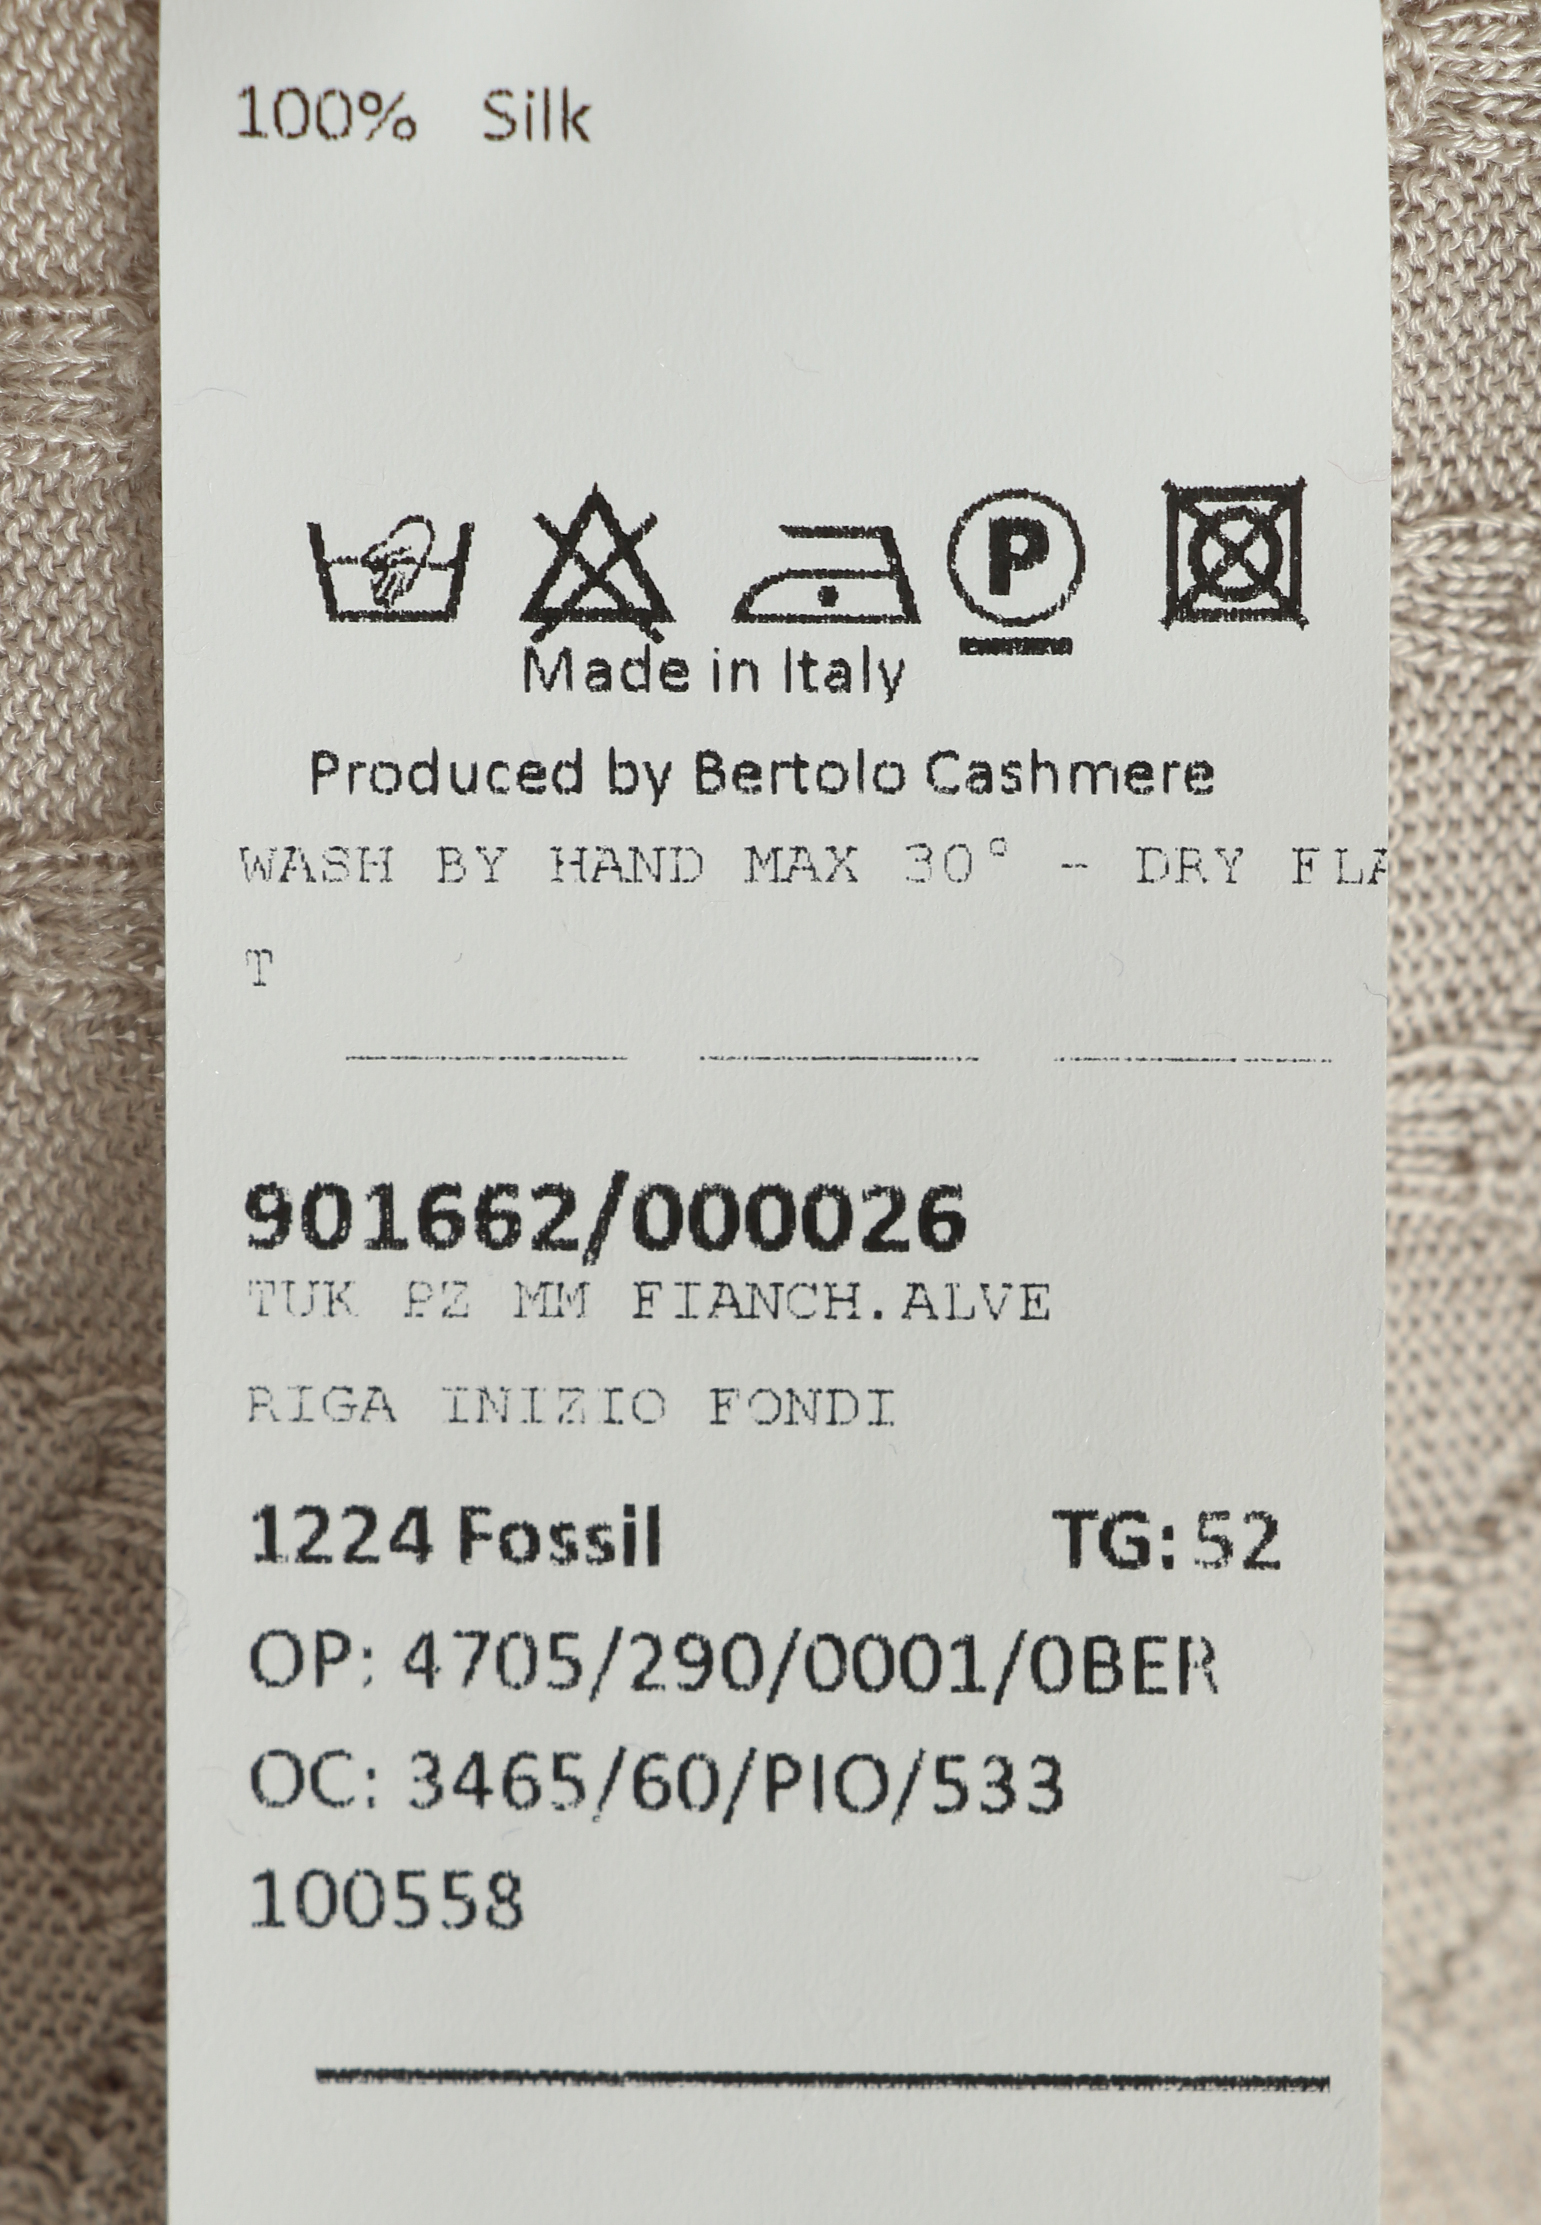 100% Silk
P
Made in Italy
Produced by Bertolo Cashmere
WASH BY HAND MAX 30° - DRY FLA
T
901662/000026
TUK PZ MM FIANCH.ALVE
RIGA INIZIO FONDI
1224 Fossil TG: 52
OP: 4705/290/0001/0BER
OC: 3465/60/PIO/533
100558